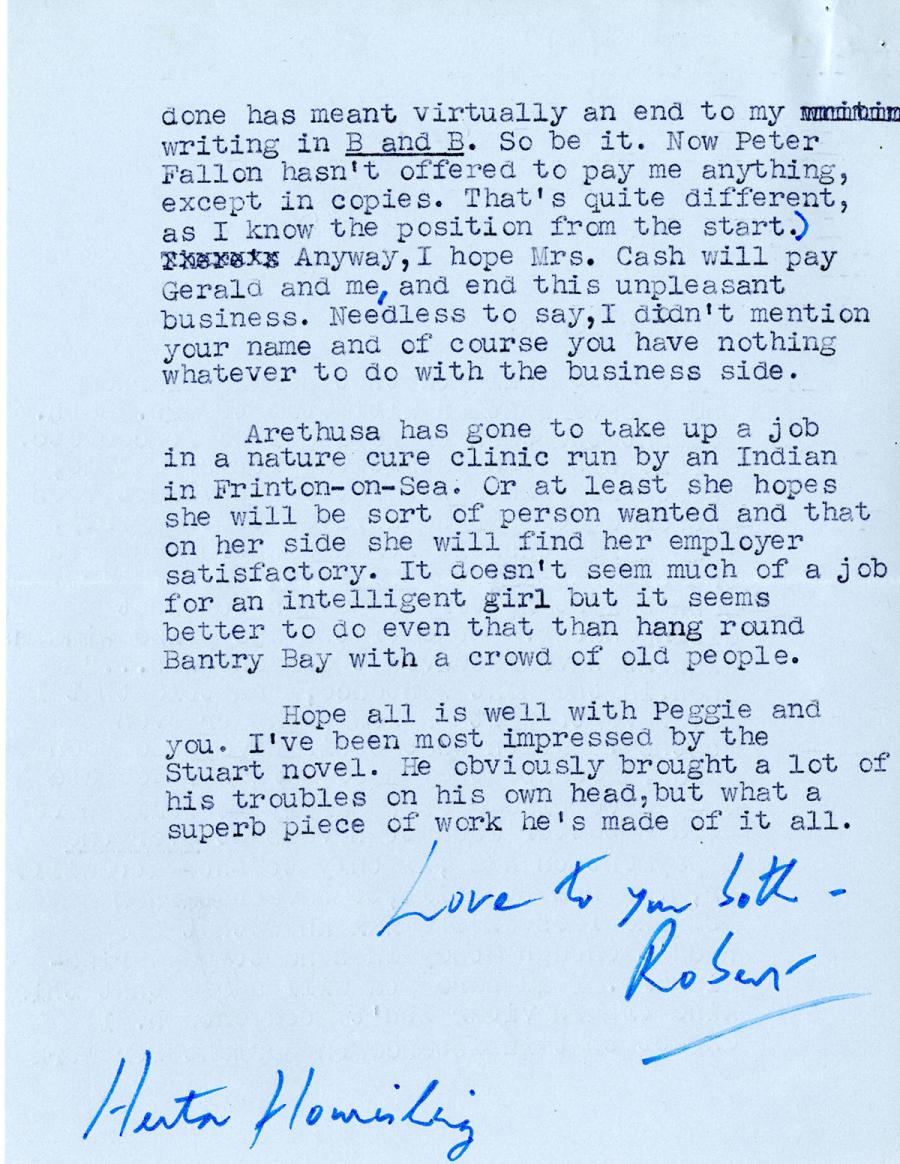 done has meant virtually an end to my writin
writing in B and B. So be it. Now Peter
Fallon hasn't offered to pay me anything,
except in copies. That's quite different,
as I know the position from the start.)
There's Anyway,I hope Mrs. Cash will pay
Gerald and me, and end this unpleasant
business. Needless to say,I didn't mention
your name and of course you have nothing
whatever to do with the business side.
Arethusa has gone to take up a job
in a nature cure clinic run by an Indian
in Frinton-on-Sea. Or at least she hopes
she will be sort of person wanted and that
on her side she will find her employer
satisfactory. It doesn't seem much of a job
for an intelligent girl but it seems
better to do even that than hang round
Bantry Bay with a crowd of old people.
Hope all is well with Peggie and
you. I've been most impressed by the
Stuart novel. He obviously brought a lot of
his troubles on his own head,but what a
superb piece of work he's made of it all.
Love to you both -
Robert
Herta flourishing